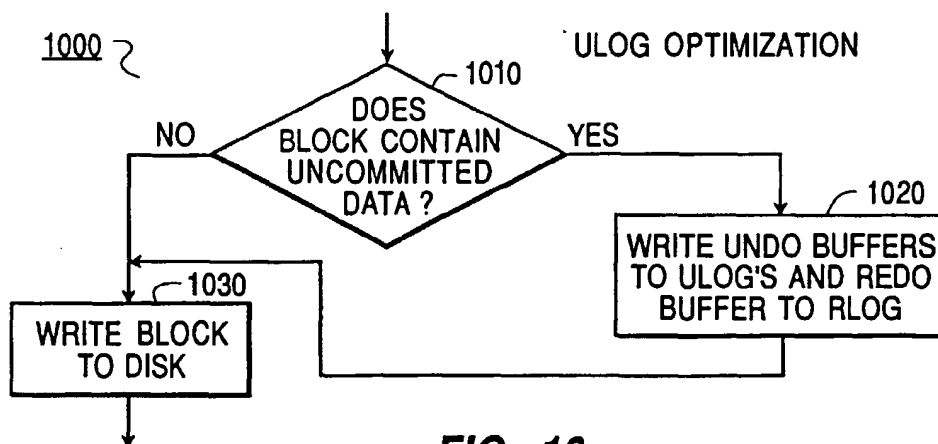 1000
ULOG OPTIMIZATION
1010
DOES
BLOCK CONTAIN
UNCOMMITTED
DATA ?
NO
YES
1020
WRITE UNDO BUFFERS
TO ULOG'S AND REDO
BUFFER TO RLOG
1030
WRITE BLOCK
TO DISK